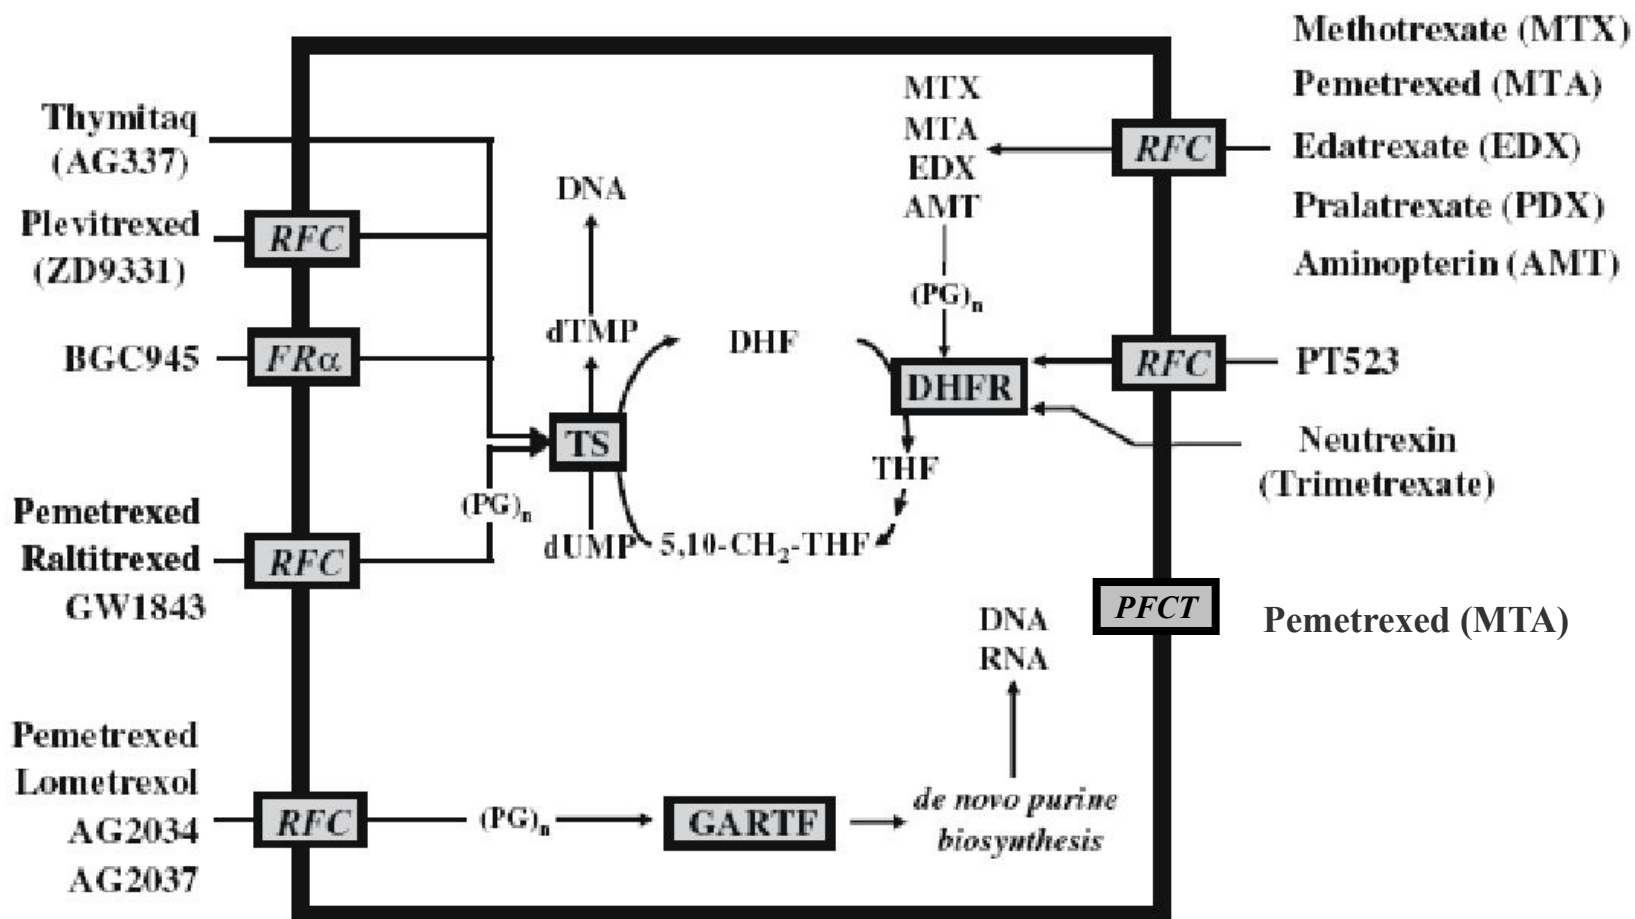 Thymitaq
(AG337)
Plevitrexed
(ZD9331)
RFC
BGC945
FRα
Pemetrexed
Raltitrexed
GW1843
RFC
(PG)n
Pemetrexed
Lometrexol
AG2034
AG2037
RFC
(PG)n
GARTF
de novo purine
biosynthesis
DNA
RNA
DNA
dTMP
TS
dUMP
DHF
5,10-CH₂-THF
THF
DHFR
MTX
MTA
EDX
AMT
(PG)n
RFC
Methotrexate (MTX)
Pemetrexed (MTA)
Edatrexate (EDX)
Pralatrexate (PDX)
Aminopterin (AMT)
RFC
PT523
Neutrexin
(Trimetrexate)
PFCT
Pemetrexed (MTA)